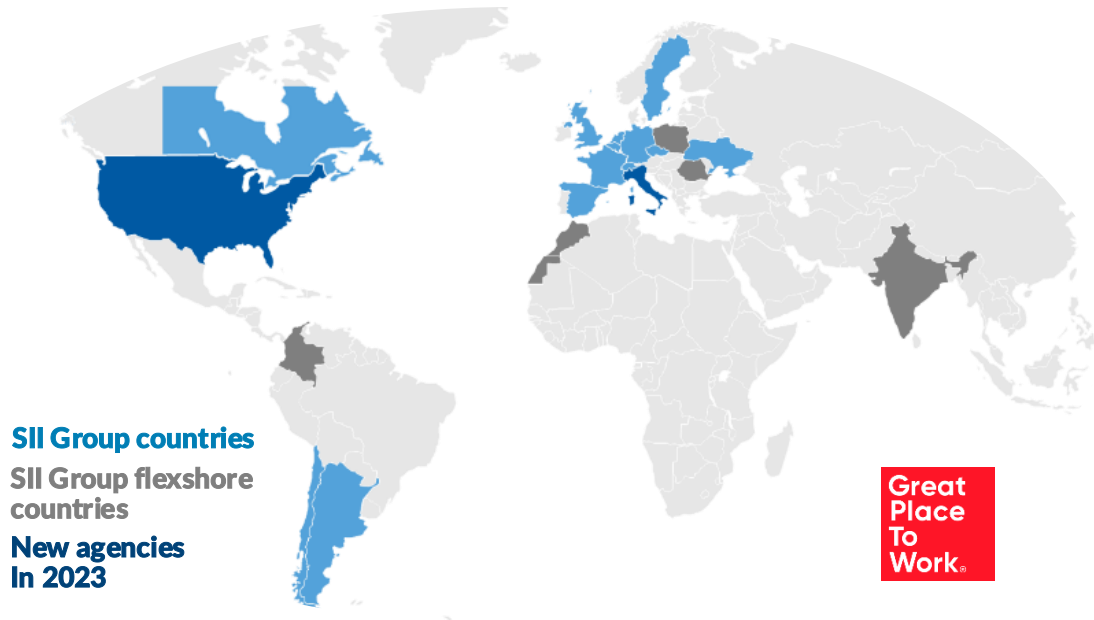 SII Group countries
SII Group flexshore
countries
New agencies
In 2023
Great
Place
To
Work®